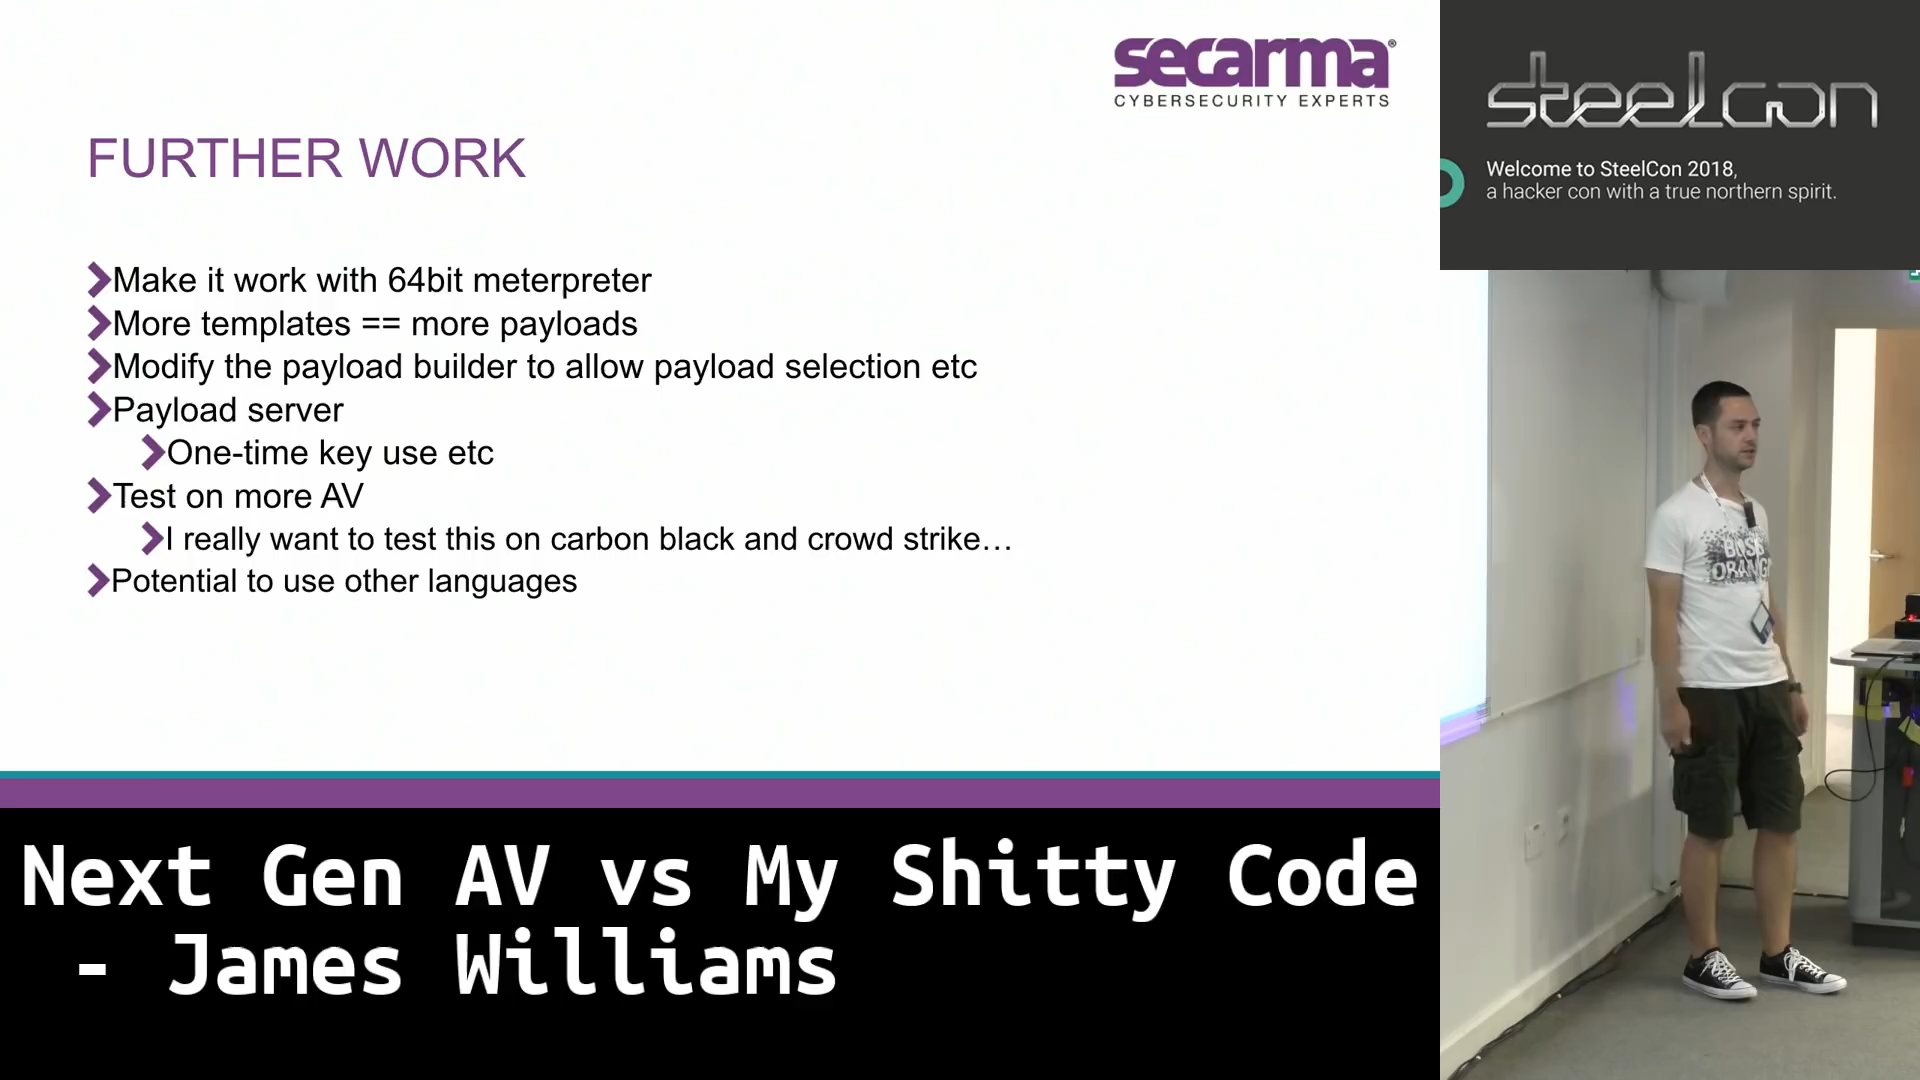 secarma®
CYBERSECURITY EXPERTS
FURTHER WORK
Make it work with 64bit meterpreter
More templates == more payloads
Modify the payload builder to allow payload selection etc
Payload server
One-time key use etc
Test on more AV
I really want to test this on carbon black and crowd strike…
Potential to use other languages
Next Gen AV vs My Shitty Code
- James Williams
steelcon
Welcome to SteelCon 2018,
a hacker con with a true northern spirit.
BOSS
ORANGE